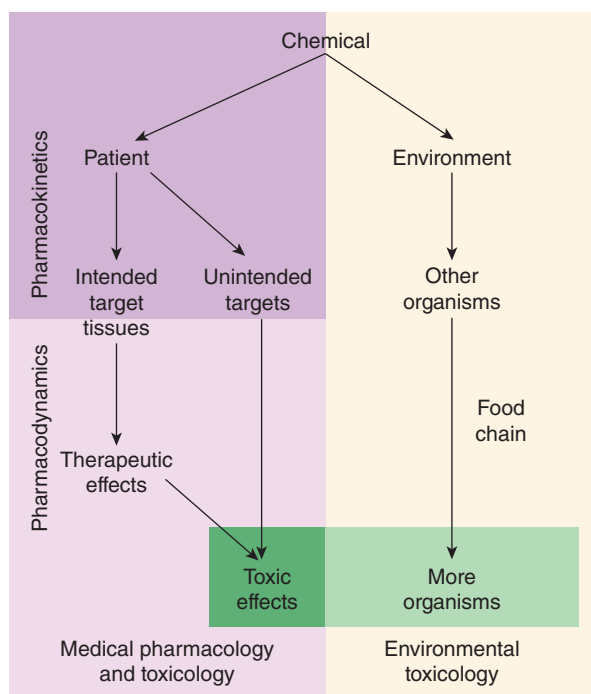 Chemical
Pharmacokinetics
Patient
Environment
Intended
target
tissues
Unintended
targets
Other
organisms
Pharmacodynamics
Food
chain
Therapeutic
effects
Toxic
effects
More
organisms
Medical pharmacology
and toxicology
Environmental
toxicology